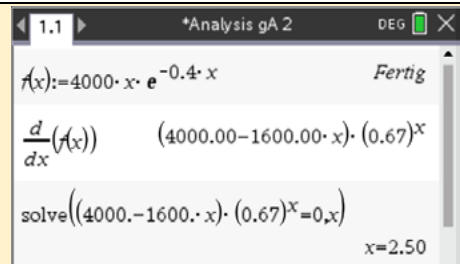 1.1 *Analysis gA 2 DEG
f(x):=4000· x· e^-0.4· x Fertig
d/dx(f(x)) (4000.00−1600.00· x)· (0.67)^x
solve((4000.−1600.· x)· (0.67)^x=0,x)
x=2.50